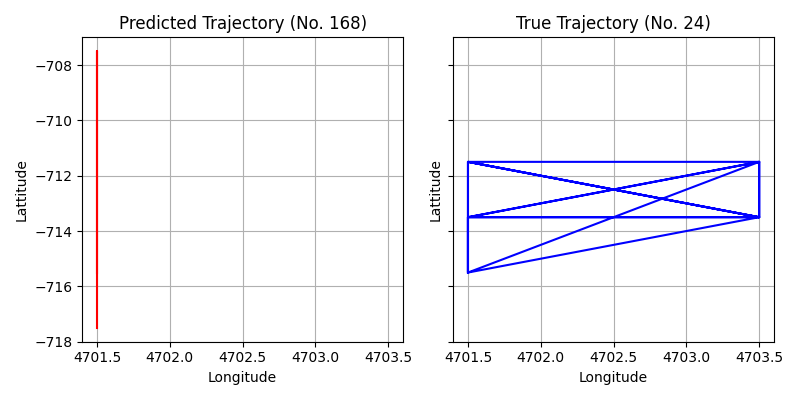 Predicted Trajectory (No. 168)
True Trajectory (No. 24)
Lattitude
−708
−710
−712
−714
−716
−718
4701.5 4702.0 4702.5 4703.0 4703.5
Longitude
Lattitude
4701.5 4702.0 4702.5 4703.0 4703.5
Longitude